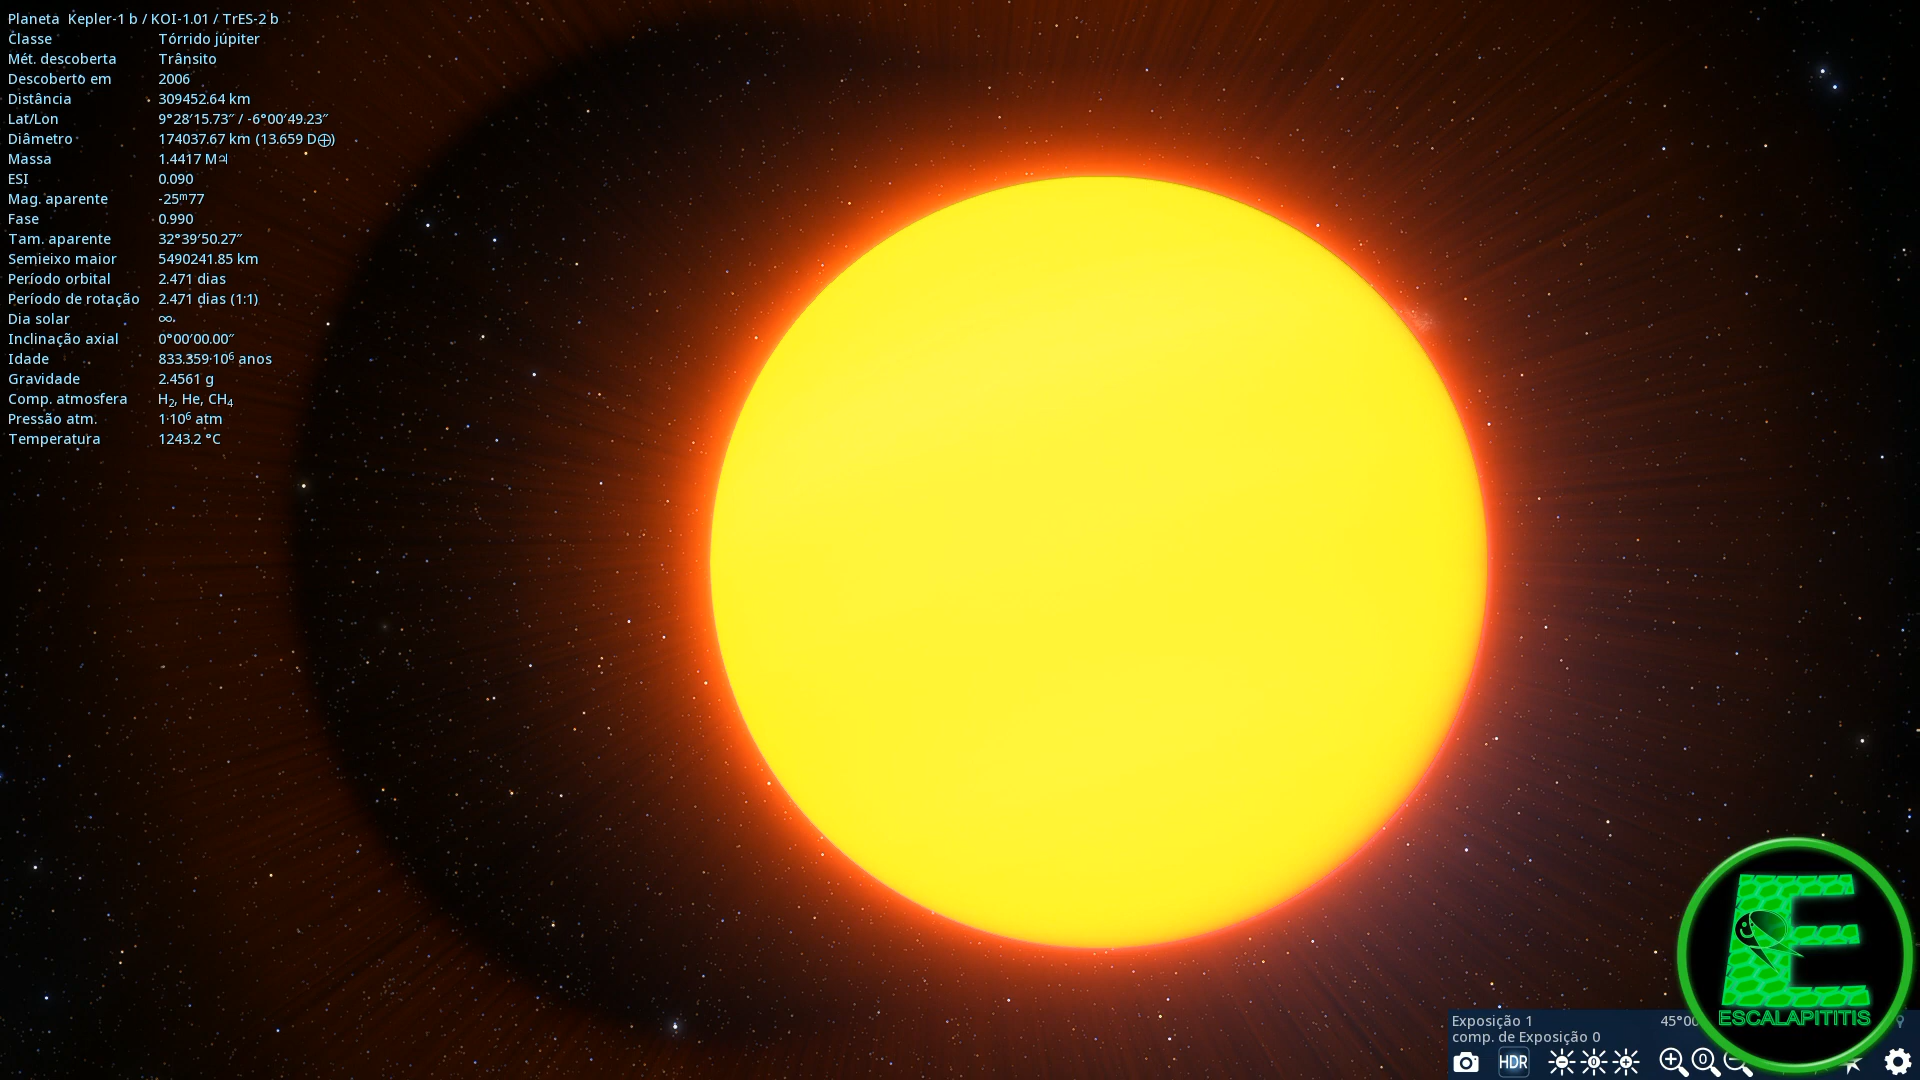 Planeta Kepler-1 b / KOI-1.01 / TrES-2 b
Classe Tórrido júpiter
Mét. descoberta Trânsito
Descoberto em 2006
Distância 309452.64 km
Lat/Lon 9°28′15.73″ / -6°00′49.23″
Diâmetro 174037.67 km (13.659 D⊕)
Massa 1.4417 M♃
ESI 0.090
Mag. aparente -25ᵐ77
Fase 0.990
Tam. aparente 32°39′50.27″
Semieixo maior 5490241.85 km
Período orbital 2.471 dias
Período de rotação 2.471 dias (1:1)
Dia solar ∞
Inclinação axial 0°00′00.00″
Idade 833.359·10⁶ anos
Gravidade 2.4561 g
Comp. atmosfera H₂, He, CH₄
Pressão atm. 1·10⁶ atm
Temperatura 1243.2 °C
E
ESCALAPITITIS
Exposição 1 45°00
comp. de Exposição 0
HDR 0 0